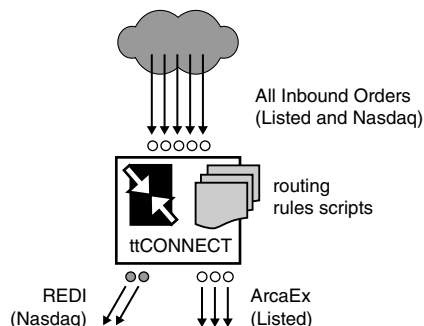 All Inbound Orders
(Listed and Nasdaq)
routing
rules scripts
ttCONNECT
REDI
(Nasdaq)
ArcaEx
(Listed)